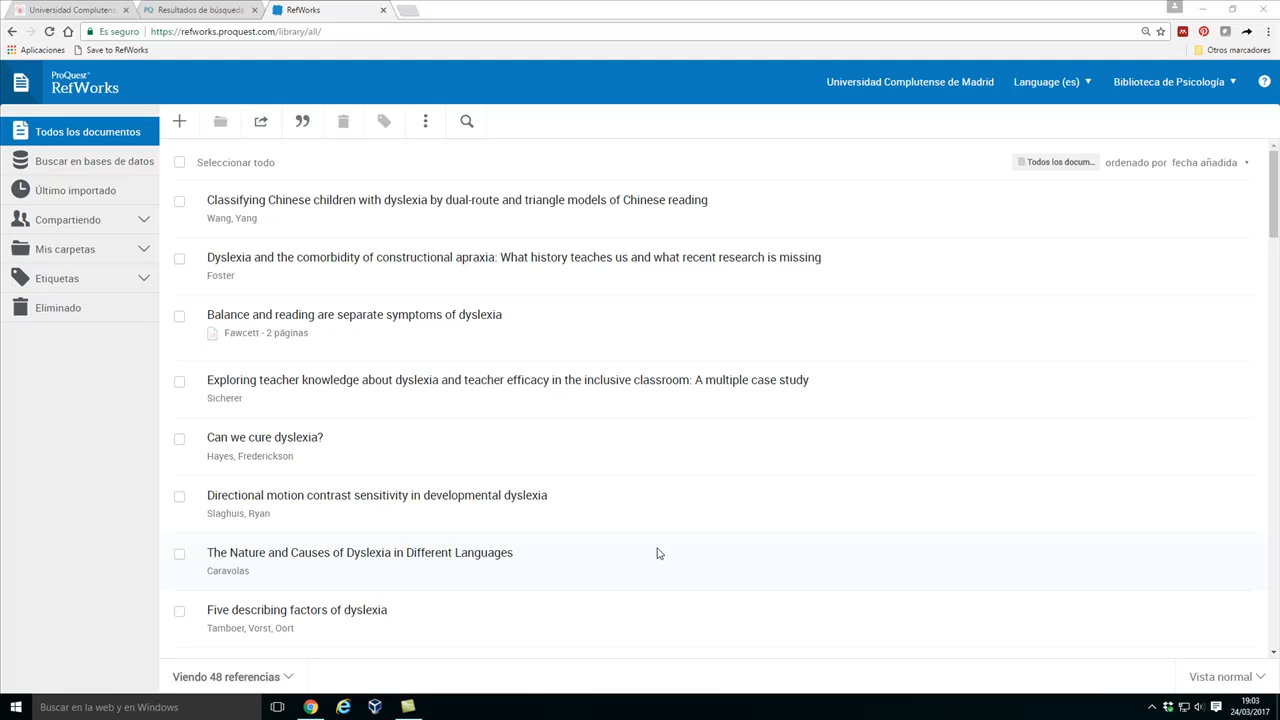 Universidad Complutens
PQ Resultados de búsqueda
RefWorks
Es seguro
https://refworks.proquest.com/library/all/
Aplicaciones
Save to RefWorks
Otros marcadores
ProQuest®
RefWorks
Universidad Complutense de Madrid
Language (es)
Biblioteca de Psicología
Todos los documentos
Buscar en bases de datos
Último importado
Compartiendo
Mis carpetas
Etiquetas
Eliminado
Seleccionar todo
Todos los docum...
ordenado por fecha añadida
Classifying Chinese children with dyslexia by dual-route and triangle models of Chinese reading
Wang, Yang
Dyslexia and the comorbidity of constructional apraxia: What history teaches us and what recent research is missing
Foster
Balance and reading are separate symptoms of dyslexia
Fawcett - 2 páginas
Exploring teacher knowledge about dyslexia and teacher efficacy in the inclusive classroom: A multiple case study
Sicherer
Can we cure dyslexia?
Hayes, Frederickson
Directional motion contrast sensitivity in developmental dyslexia
Slaghuis, Ryan
The Nature and Causes of Dyslexia in Different Languages
Caravolas
Five describing factors of dyslexia
Tamboer, Vorst, Oort
Viendo 48 referencias
Vista normal
Buscar en la web y en Windows
19:03
24/03/2017